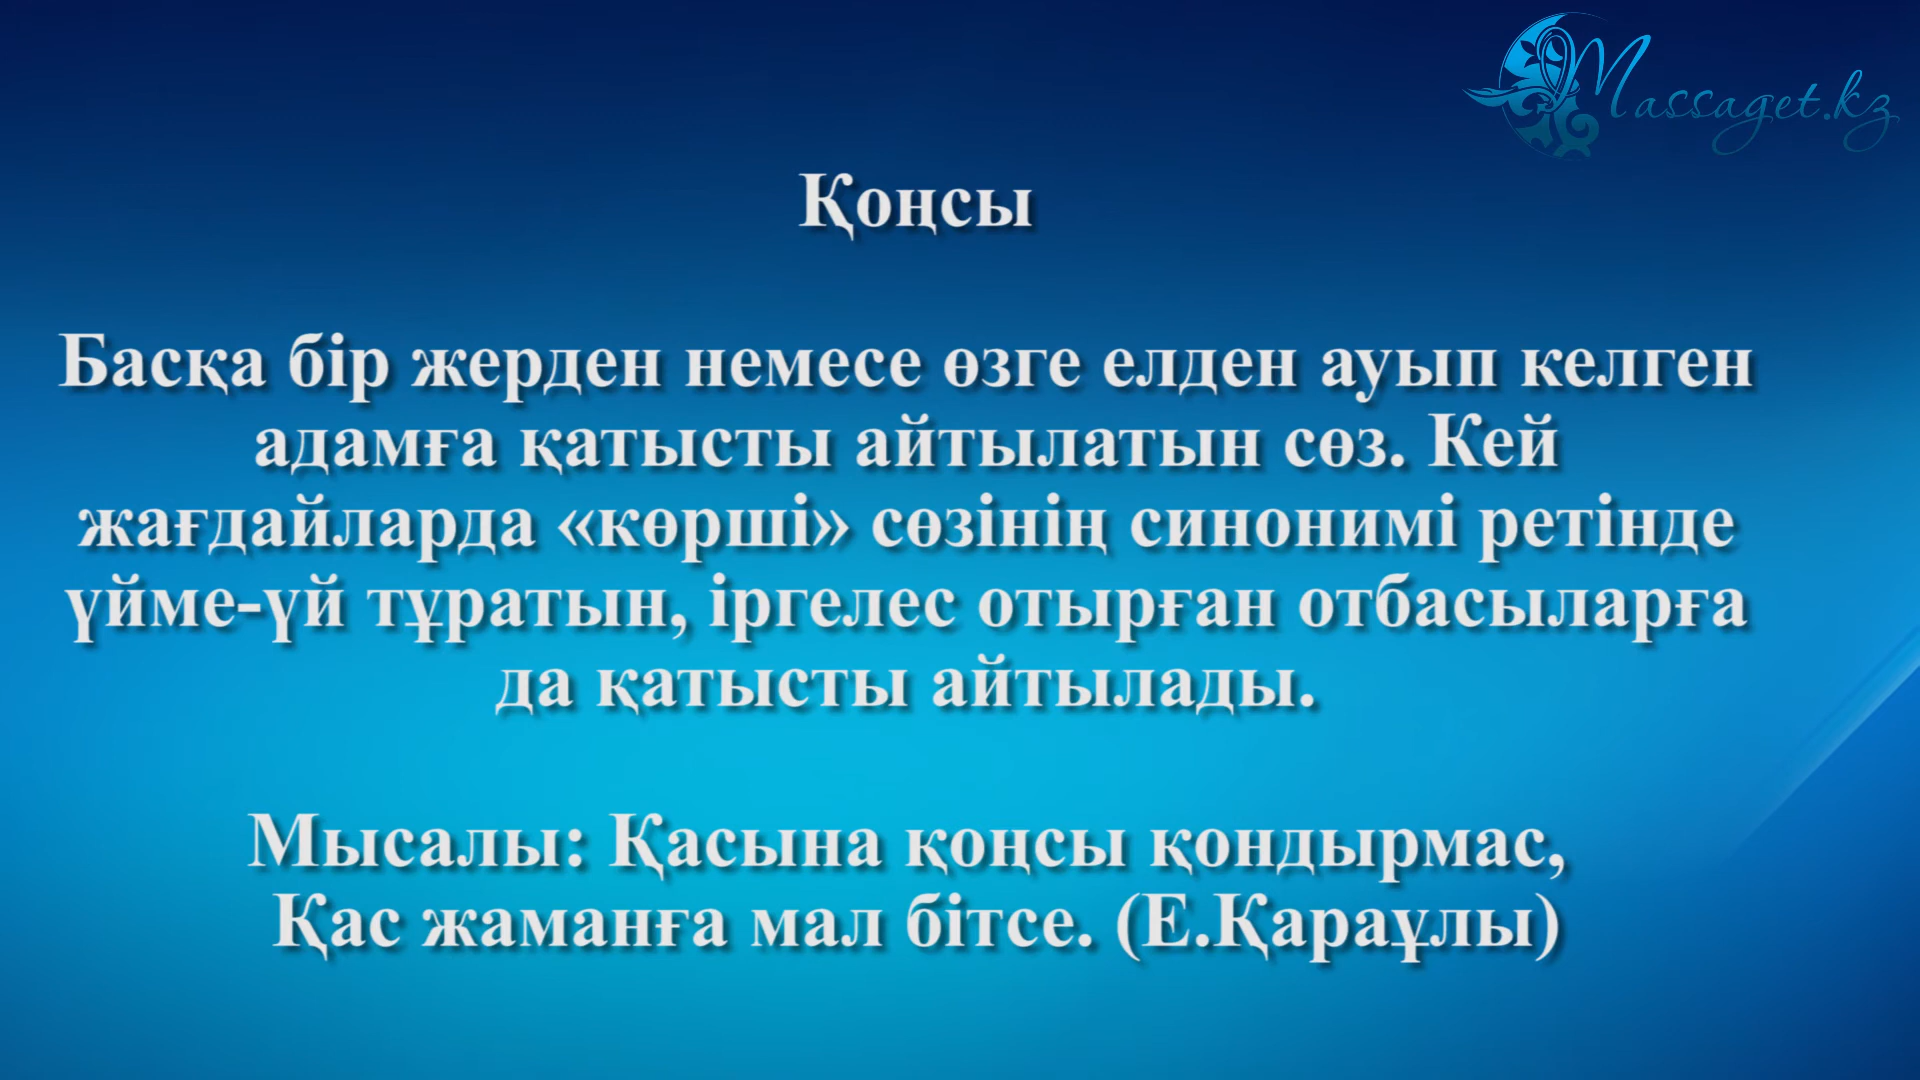 Massaget.kz
Қоңсы
Басқа бір жерден немесе өзге елден ауып келген
адамға қатысты айтылатын сөз. Кей
жағдайларда «көрші» сөзінің синонимі ретінде
үйме-үй тұратын, іргелес отырған отбасыларға
да қатысты айтылады.
Мысалы: Қасына қоңсы қондырмас,
Қас жаманға мал бітсе. (Е.Қараұлы)